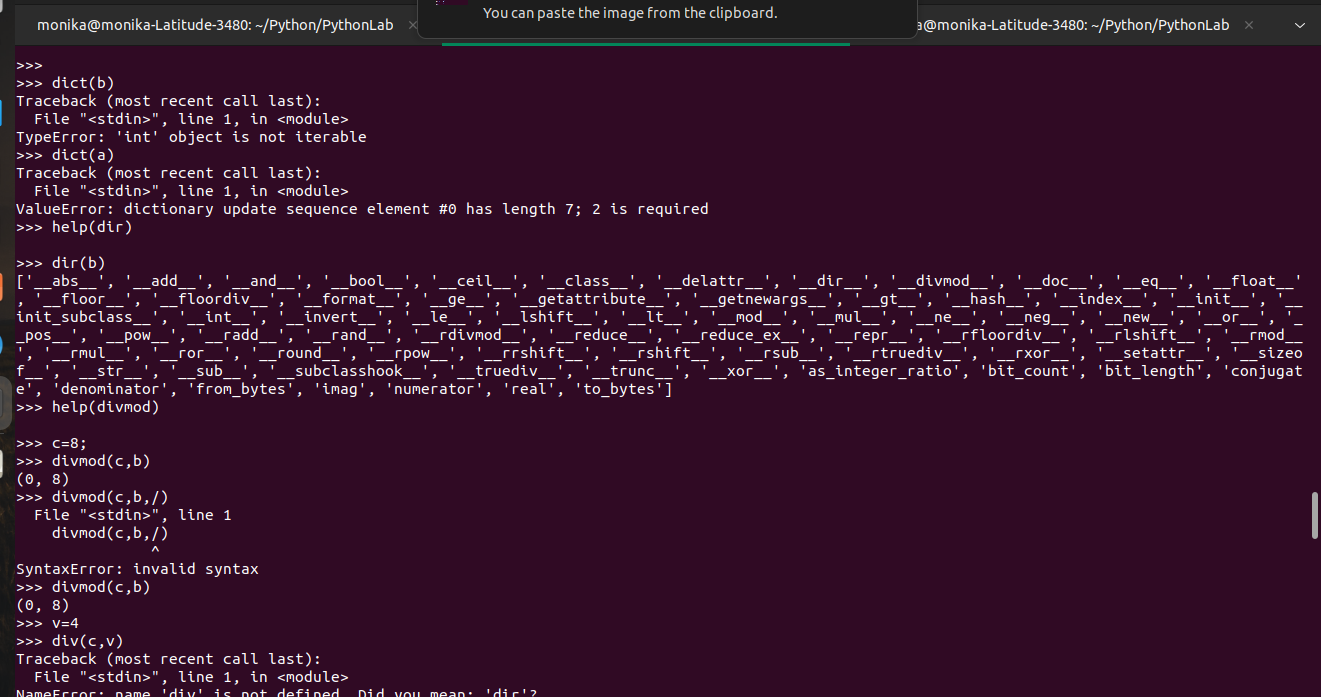 You can paste the image from the clipboard.
monika@monika-Latitude-3480: ~/Python/PythonLab
a@monika-Latitude-3480: ~/Python/PythonLab
>>>
>>> dict(b)
Traceback (most recent call last):
  File "<stdin>", line 1, in <module>
TypeError: 'int' object is not iterable
>>> dict(a)
Traceback (most recent call last):
  File "<stdin>", line 1, in <module>
ValueError: dictionary update sequence element #0 has length 7; 2 is required
>>> help(dir)
>>> dir(b)
['__abs__', '__add__', '__and__', '__bool__', '__ceil__', '__class__', '__delattr__', '__dir__', '__divmod__', '__doc__', '__eq__', '__float__'
, '__floor__', '__floordiv__', '__format__', '__ge__', '__getattribute__', '__getnewargs__', '__gt__', '__hash__', '__index__', '__init__', '__
init_subclass__', '__int__', '__invert__', '__le__', '__lshift__', '__lt__', '__mod__', '__mul__', '__ne__', '__neg__', '__new__', '__or__', '_
_pos__', '__pow__', '__radd__', '__rand__', '__rdivmod__', '__reduce__', '__reduce_ex__', '__repr__', '__rfloordiv__', '__rlshift__', '__rmod__
', '__rmul__', '__ror__', '__round__', '__rpow__', '__rrshift__', '__rshift__', '__rsub__', '__rtruediv__', '__rxor__', '__setattr__', '__sizeo
f__', '__str__', '__sub__', '__subclasshook__', '__truediv__', '__trunc__', '__xor__', 'as_integer_ratio', 'bit_count', 'bit_length', 'conjugat
e', 'denominator', 'from_bytes', 'imag', 'numerator', 'real', 'to_bytes']
>>> help(divmod)
>>> c=8;
>>> divmod(c,b)
(0, 8)
>>> divmod(c,b,/)
  File "<stdin>", line 1
    divmod(c,b,/)
               ^
SyntaxError: invalid syntax
>>> divmod(c,b)
(0, 8)
>>> v=4
>>> div(c,v)
Traceback (most recent call last):
  File "<stdin>", line 1, in <module>
NameError: name 'div' is not defined. Did you mean: 'dir'?